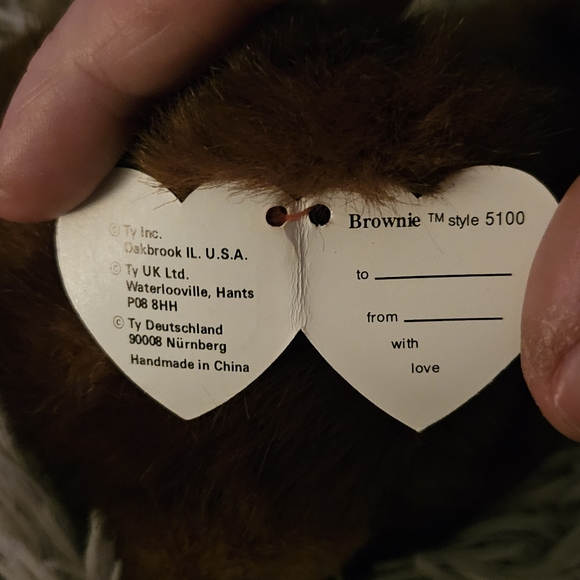 © Ty Inc.
Oakbrook IL. U.S.A.
© Ty UK Ltd.
Waterlooville, Hants
P08 8HH
© Ty Deutschland
90008 Nürnberg
Handmade in China
Brownie ™ style 5100
to
from
with
love